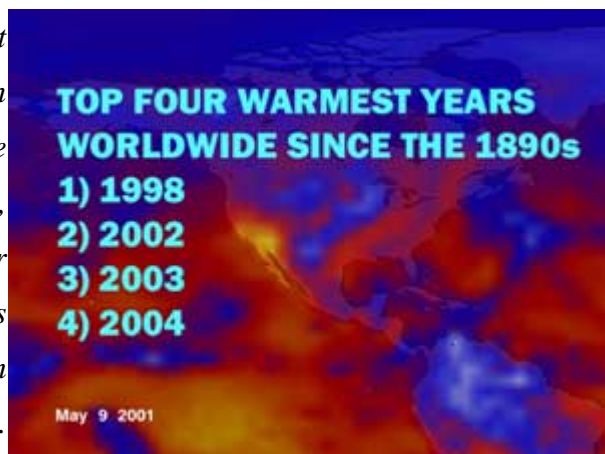 TOP FOUR WARMEST YEARS
WORLDWIDE SINCE THE 1890s
1) 1998
2) 2002
3) 2003
4) 2004
May 9 2001